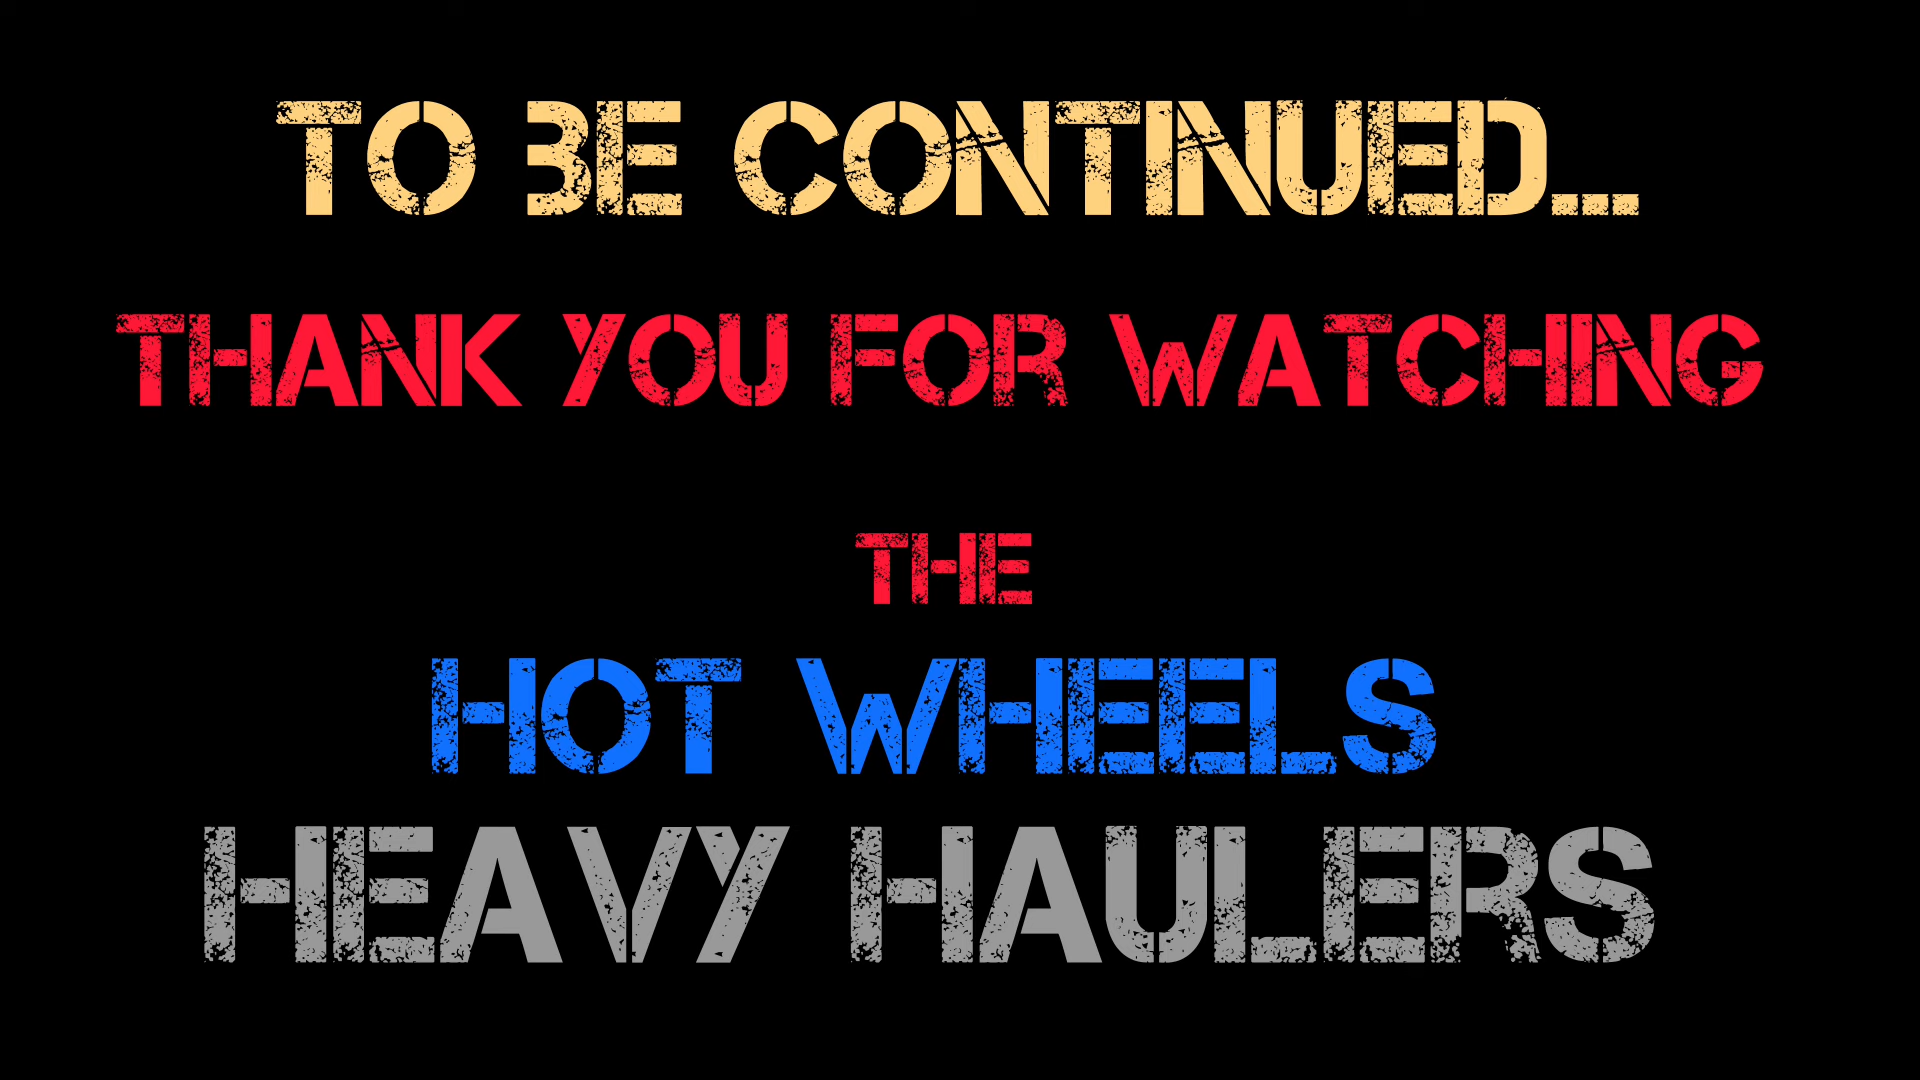 TO BE CONTINUED...
THANK YOU FOR WATCHING
THE
HOT WHEELS
HEAVY HAULERS